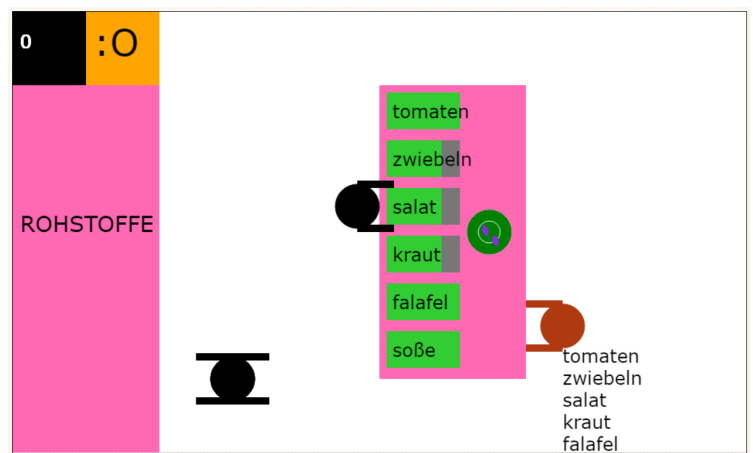 0
:O
ROHSTOFFE
tomaten
zwiebeln
salat
kraut
falafel
soße
tomaten
zwiebeln
salat
kraut
falafel